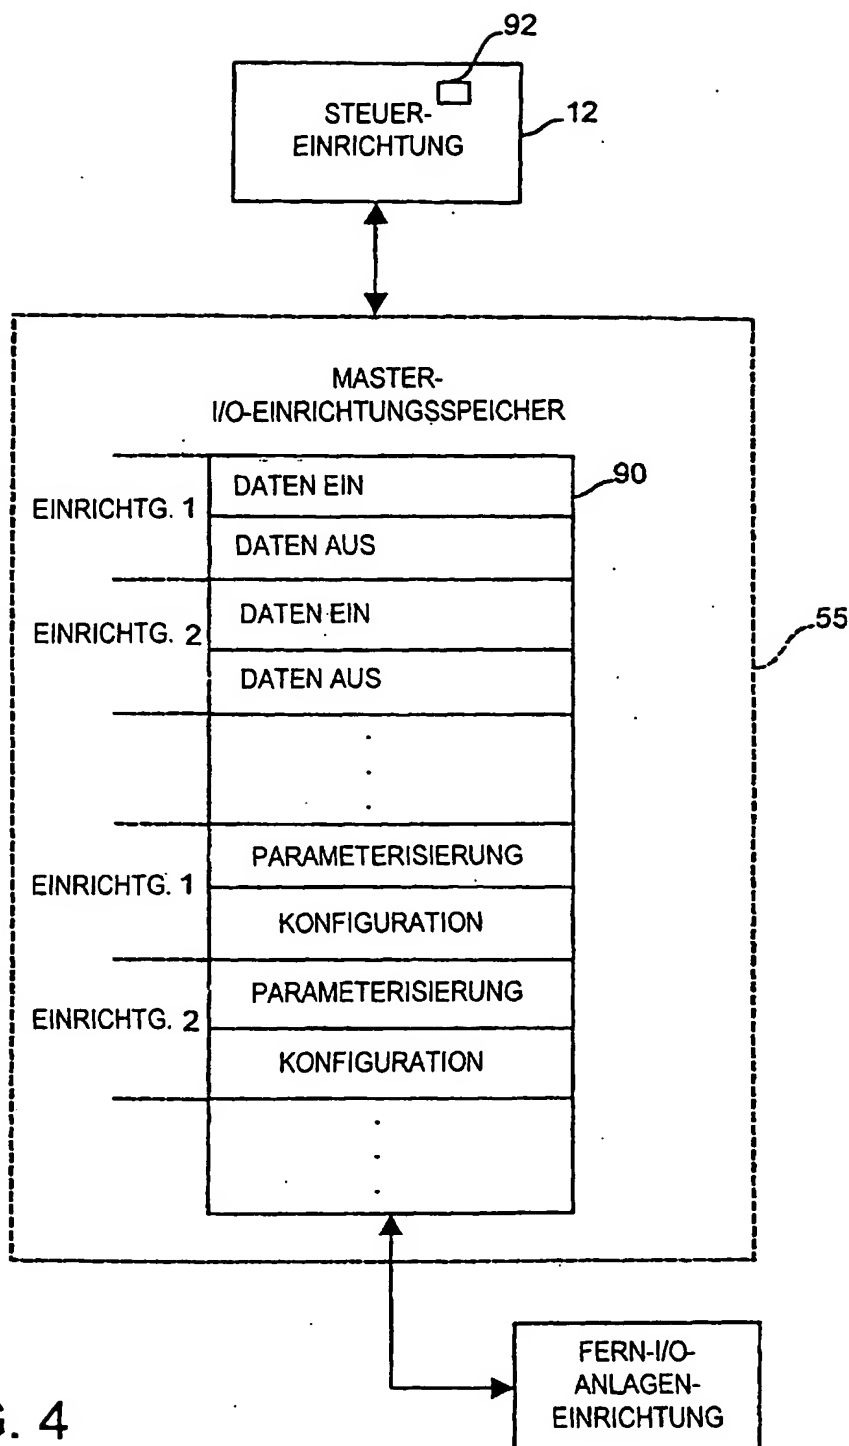 92
STEUER-
EINRICHTUNG
12
MASTER-
I/O-EINRICHTUNGSSPEICHER
EINRICHTG. 1
DATEN EIN
90
DATEN AUS
EINRICHTG. 2
DATEN EIN
DATEN AUS
55
EINRICHTG. 1
PARAMETERISIERUNG
KONFIGURATION
EINRICHTG. 2
PARAMETERISIERUNG
KONFIGURATION
FERN-I/O-
ANLAGEN-
EINRICHTUNG
G. 4